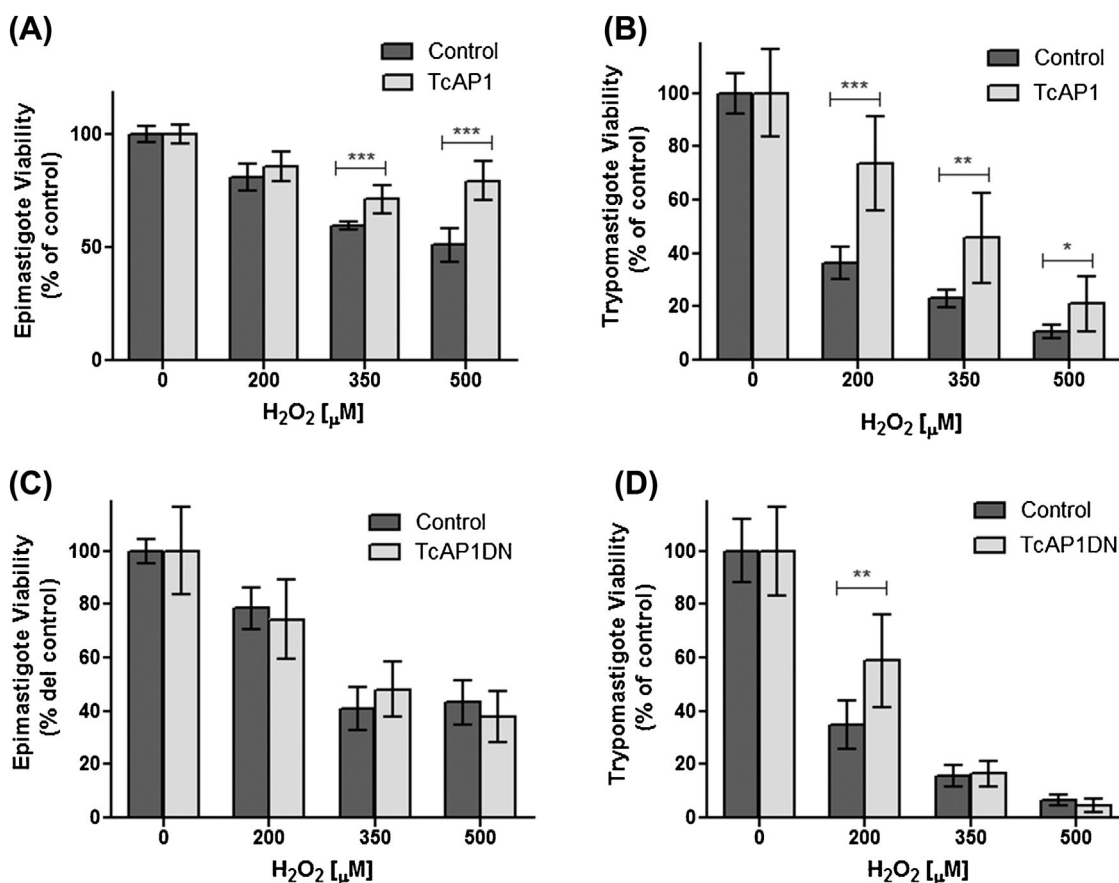 (A)
Control
TcAP1
Epimastigote Viability
(% of control)
100
50
0
***
***
0 200 350 500
H₂O₂ [μM]
(B)
Control
TcAP1
Trypomastigote Viability
(% of control)
100
80
60
40
20
0
***
**
*
0 200 350 500
H₂O₂ [μM]
(C)
Control
TcAP1DN
Epimastigote Viability
(% del control)
100
80
60
40
20
0
0 200 350 500
H₂O₂ [μM]
(D)
Control
TcAP1DN
Trypomastigote Viability
(% of control)
100
80
60
40
20
0
**
0 200 350 500
H₂O₂ [μM]